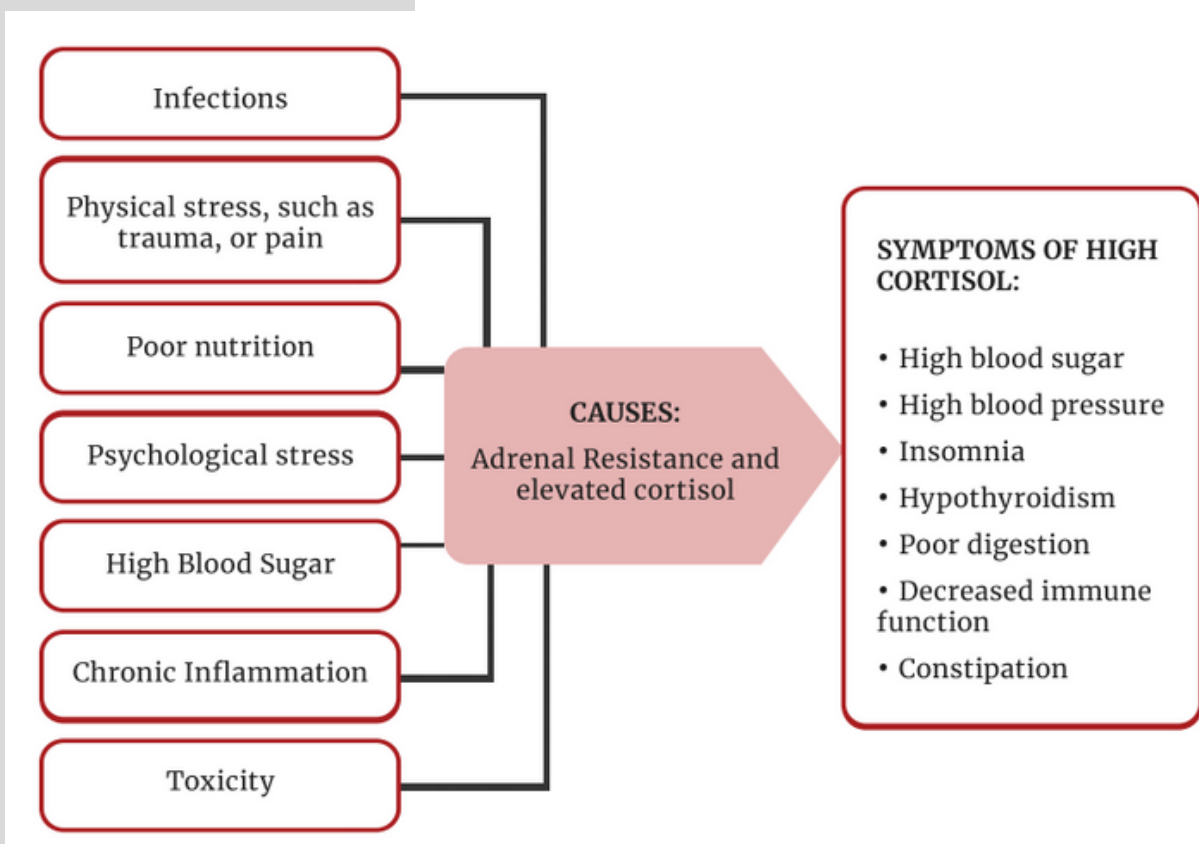 Infections
Physical stress, such as
trauma, or pain
Poor nutrition
Psychological stress
High Blood Sugar
Chronic Inflammation
Toxicity
CAUSES:
Adrenal Resistance and
elevated cortisol
SYMPTOMS OF HIGH
CORTISOL:
• High blood sugar
• High blood pressure
• Insomnia
• Hypothyroidism
• Poor digestion
• Decreased immune
function
• Constipation